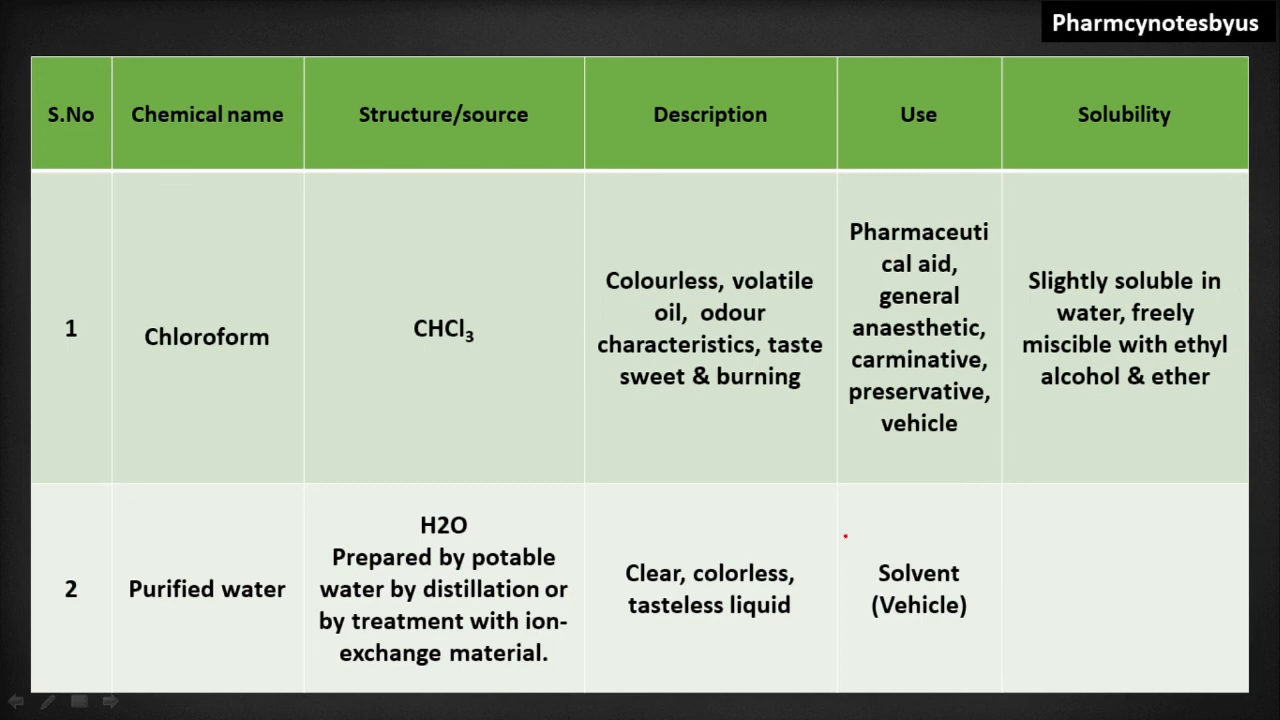 Pharmcynotesbyus
S.No
Chemical name
Structure/source
Description
Use
Solubility
1
Chloroform
CHCl₃
Colourless, volatile
oil, odour
characteristics, taste
sweet & burning
Pharmaceuti
cal aid,
general
anaesthetic,
carminative,
preservative,
vehicle
Slightly soluble in
water, freely
miscible with ethyl
alcohol & ether
2
Purified water
H2O
Prepared by potable
water by distillation or
by treatment with ion-
exchange material.
Clear, colorless,
tasteless liquid
Solvent
(Vehicle)